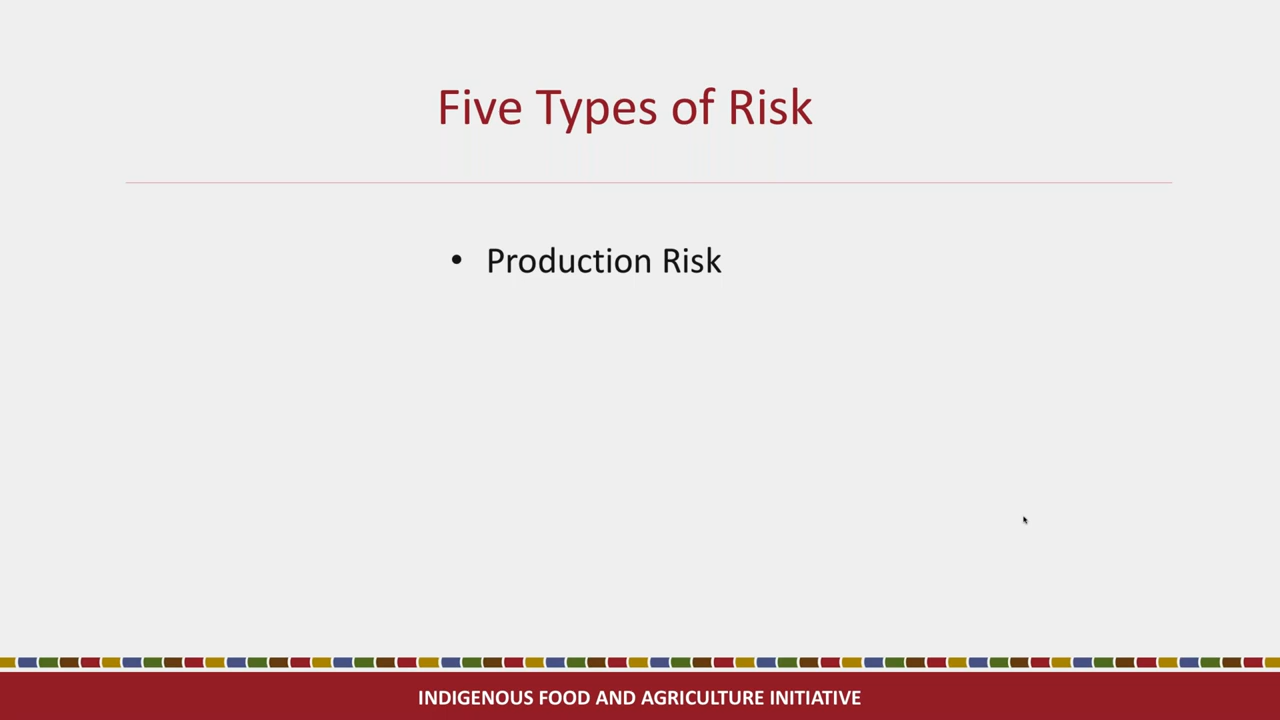 Five Types of Risk
• Production Risk
INDIGENOUS FOOD AND AGRICULTURE INITIATIVE